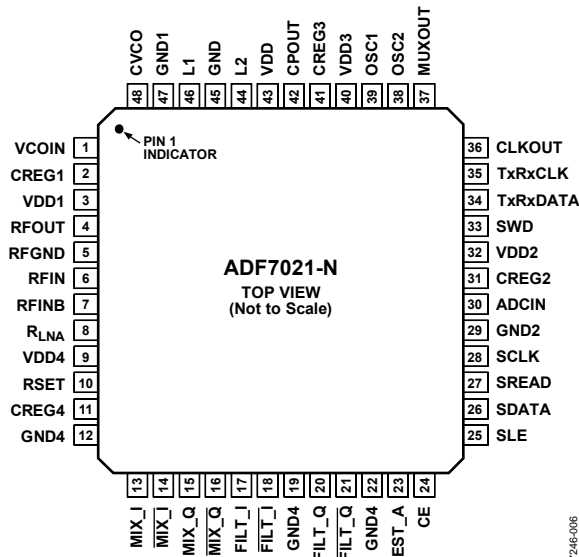 CVCO
GND1
L1
GND
L2
VDD
CPOUT
CREG3
VDD3
OSC1
OSC2
MUXOUT
48
47
46
45
44
43
42
41
40
39
38
37
VCOIN 1
CREG1 2
VDD1 3
RFOUT 4
RFGND 5
RFIN 6
RFINB 7
RLNA 8
VDD4 9
RSET 10
CREG4 11
GND4 12
PIN 1
INDICATOR
ADF7021-N
TOP VIEW
(Not to Scale)
36 CLKOUT
35 TxRxCLK
34 TxRxDATA
33 SWD
32 VDD2
31 CREG2
30 ADCIN
29 GND2
28 SCLK
27 SREAD
26 SDATA
25 SLE
13
14
15
16
17
18
19
20
21
22
23
24
MIX_I
MIX_I
MIX_Q
MIX_Q
FILT_I
FILT_I
GND4
FILT_Q
FILT_Q
GND4
EST_A
CE
7246-006